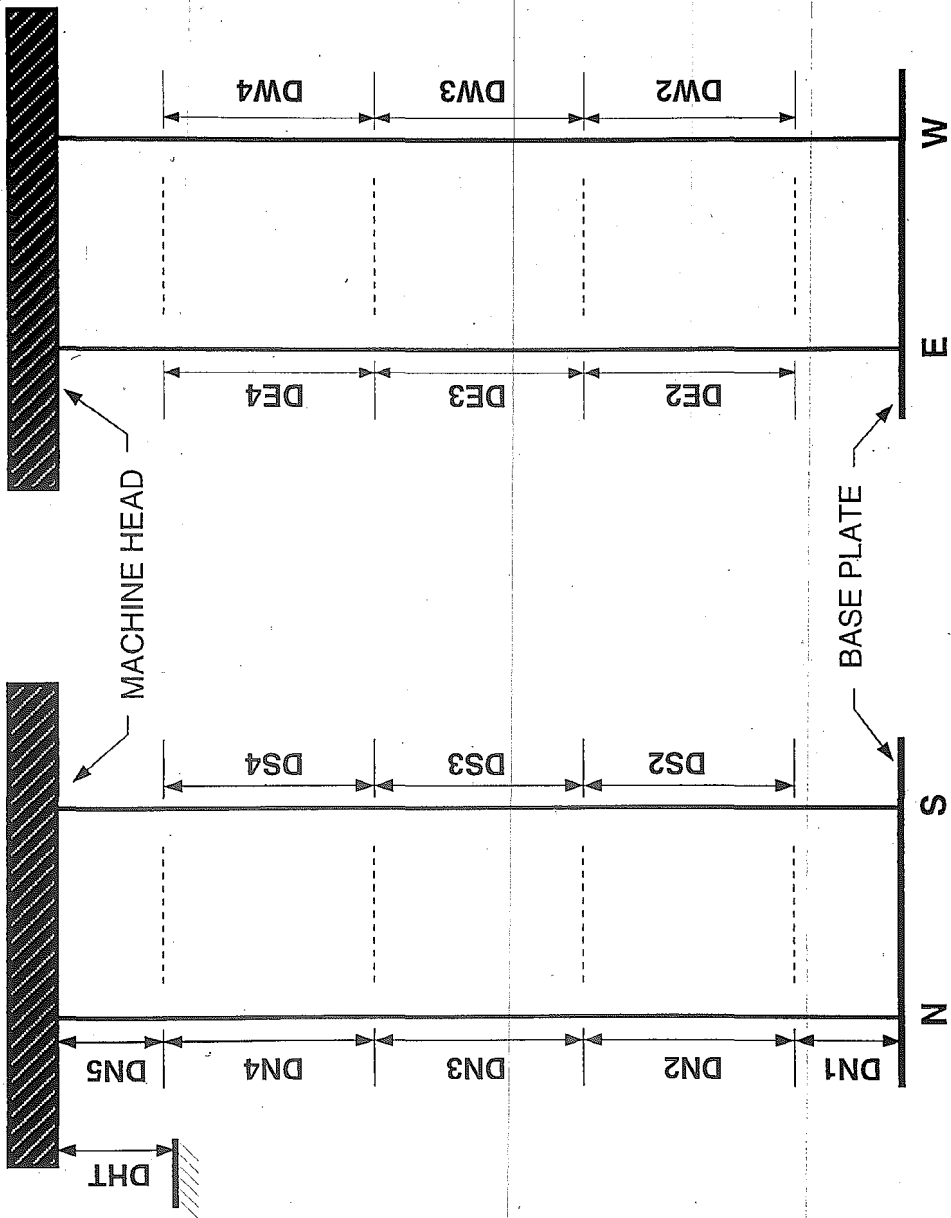 MACHINE HEAD
DHT
DN5
DN4
DN3
DN2
DN1
DS4
DS3
DS2
N
S
DE4
DE3
DE2
DW4
DW3
DW2
E
W
BASE PLATE